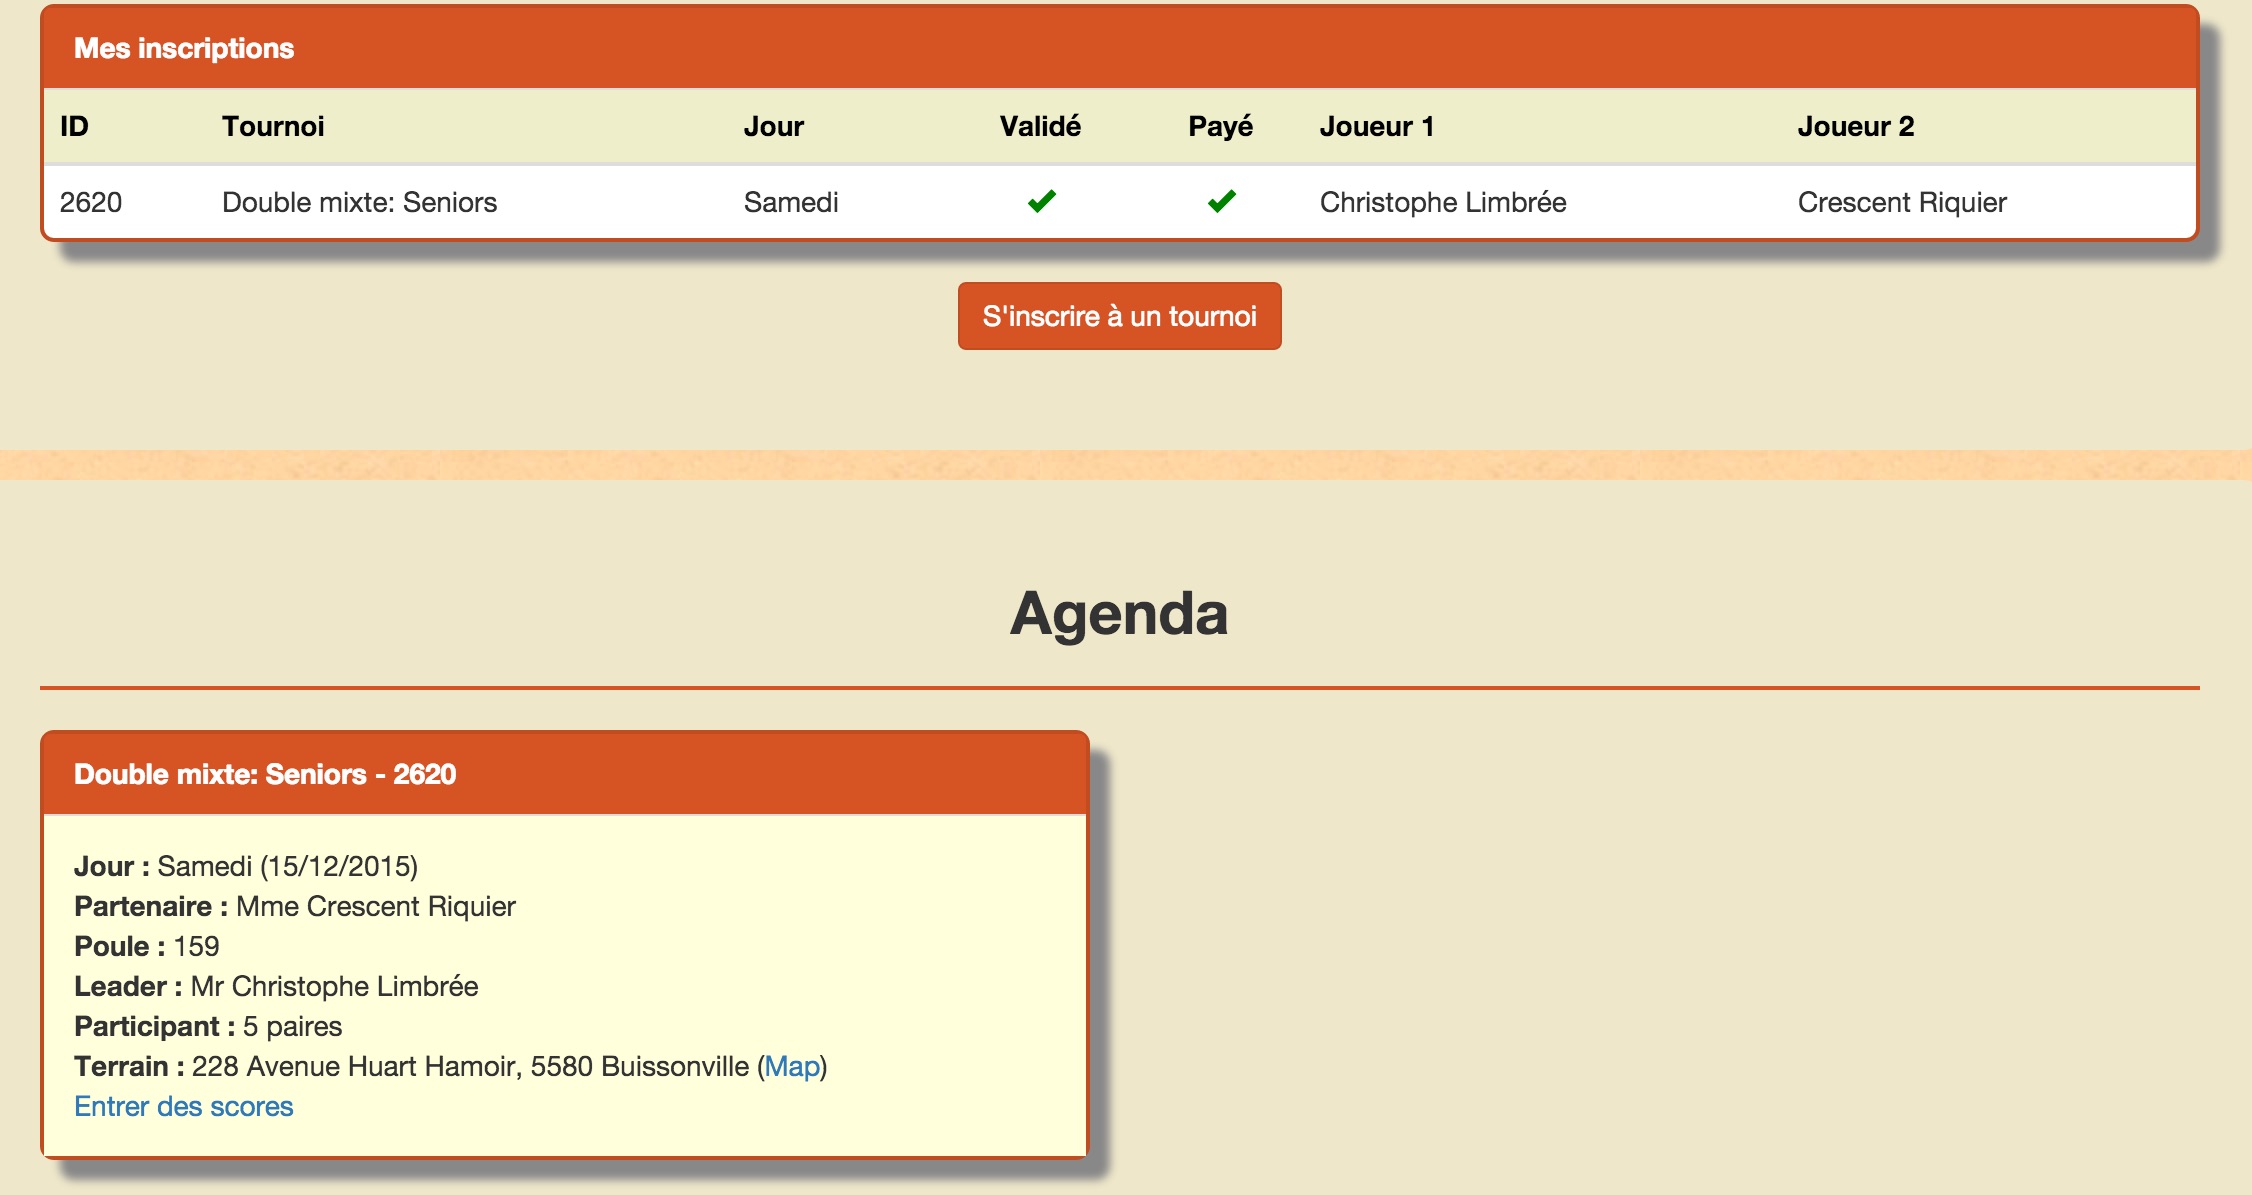 Mes inscriptions
ID Tournoi Jour Validé Payé Joueur 1 Joueur 2
2620 Double mixte: Seniors Samedi Christophe Limbrée Crescent Riquier
S'inscrire à un tournoi
Agenda
Double mixte: Seniors - 2620
Jour : Samedi (15/12/2015)
Partenaire : Mme Crescent Riquier
Poule : 159
Leader : Mr Christophe Limbrée
Participant : 5 paires
Terrain : 228 Avenue Huart Hamoir, 5580 Buissonville (Map)
Entrer des scores